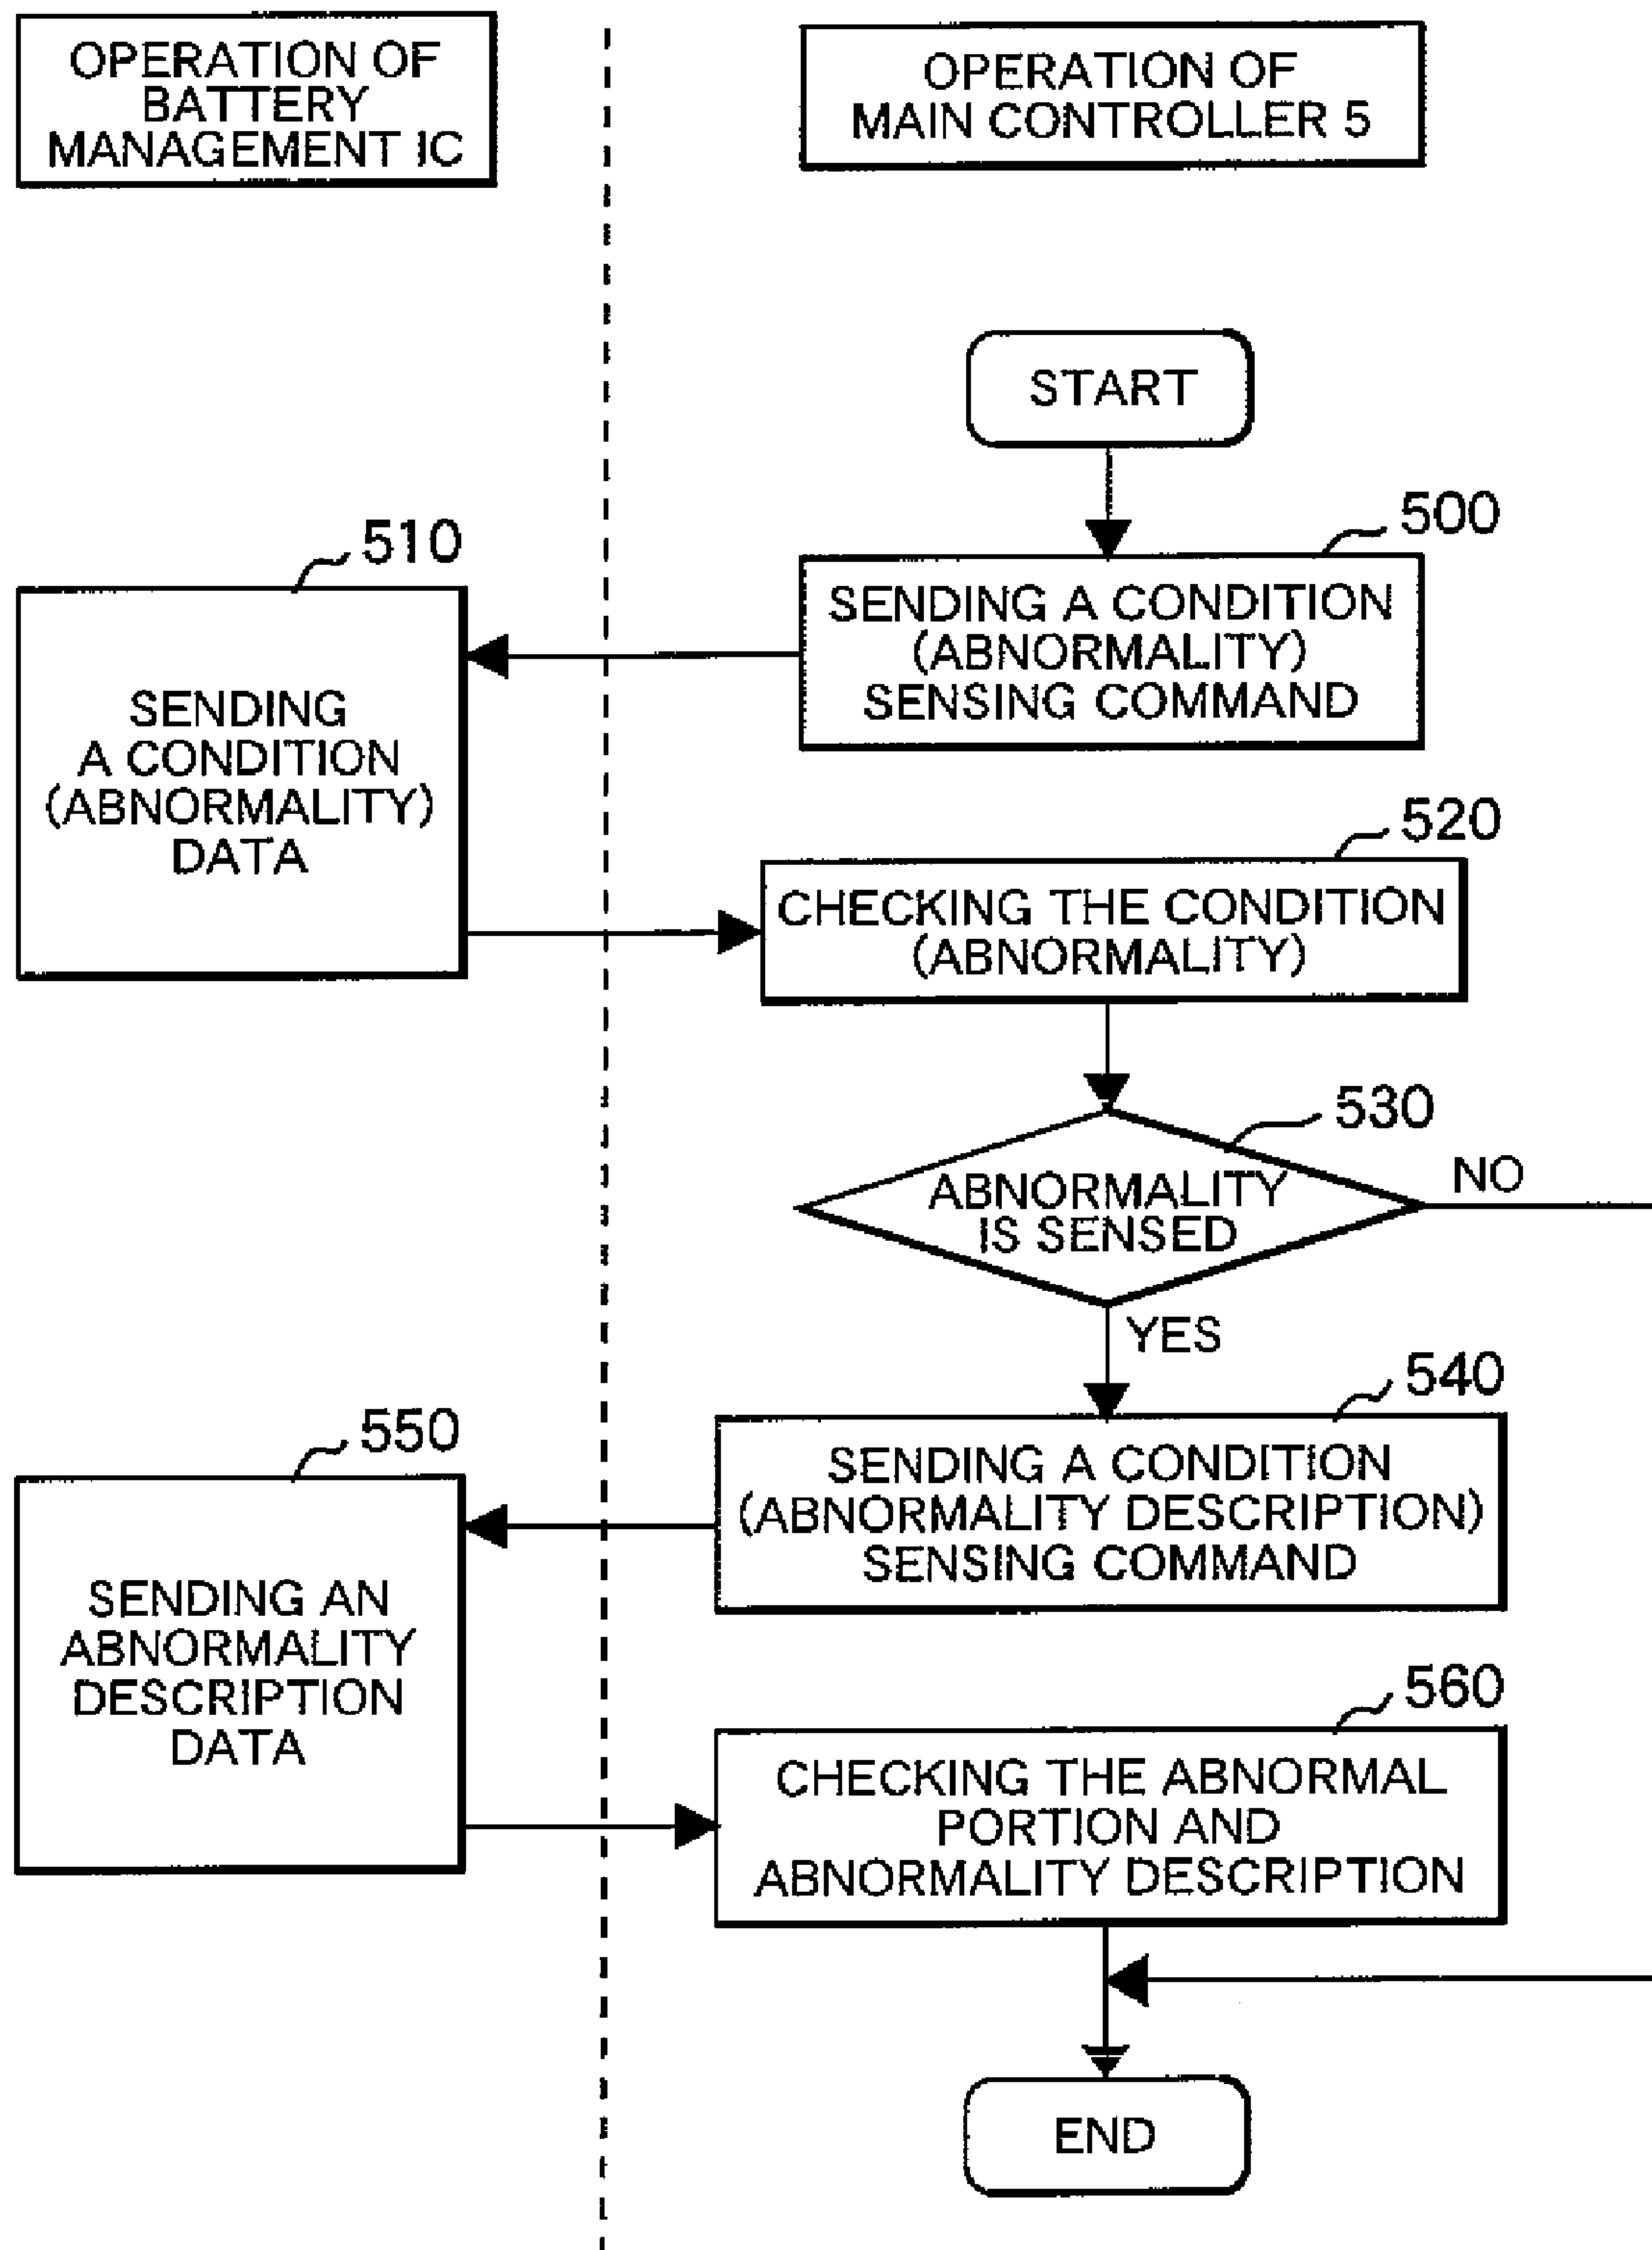 OPERATION OF
BATTERY
MANAGEMENT IC
OPERATION OF
MAIN CONTROLLER 5
START
500
SENDING A CONDITION
(ABNORMALITY)
SENSING COMMAND
510
SENDING
A CONDITION
(ABNORMALITY)
DATA
520
CHECKING THE CONDITION
(ABNORMALITY)
530
ABNORMALITY
IS SENSED
NO
YES
540
SENDING A CONDITION
(ABNORMALITY DESCRIPTION)
SENSING COMMAND
550
SENDING AN
ABNORMALITY
DESCRIPTION
DATA
560
CHECKING THE ABNORMAL
PORTION AND
ABNORMALITY DESCRIPTION
END